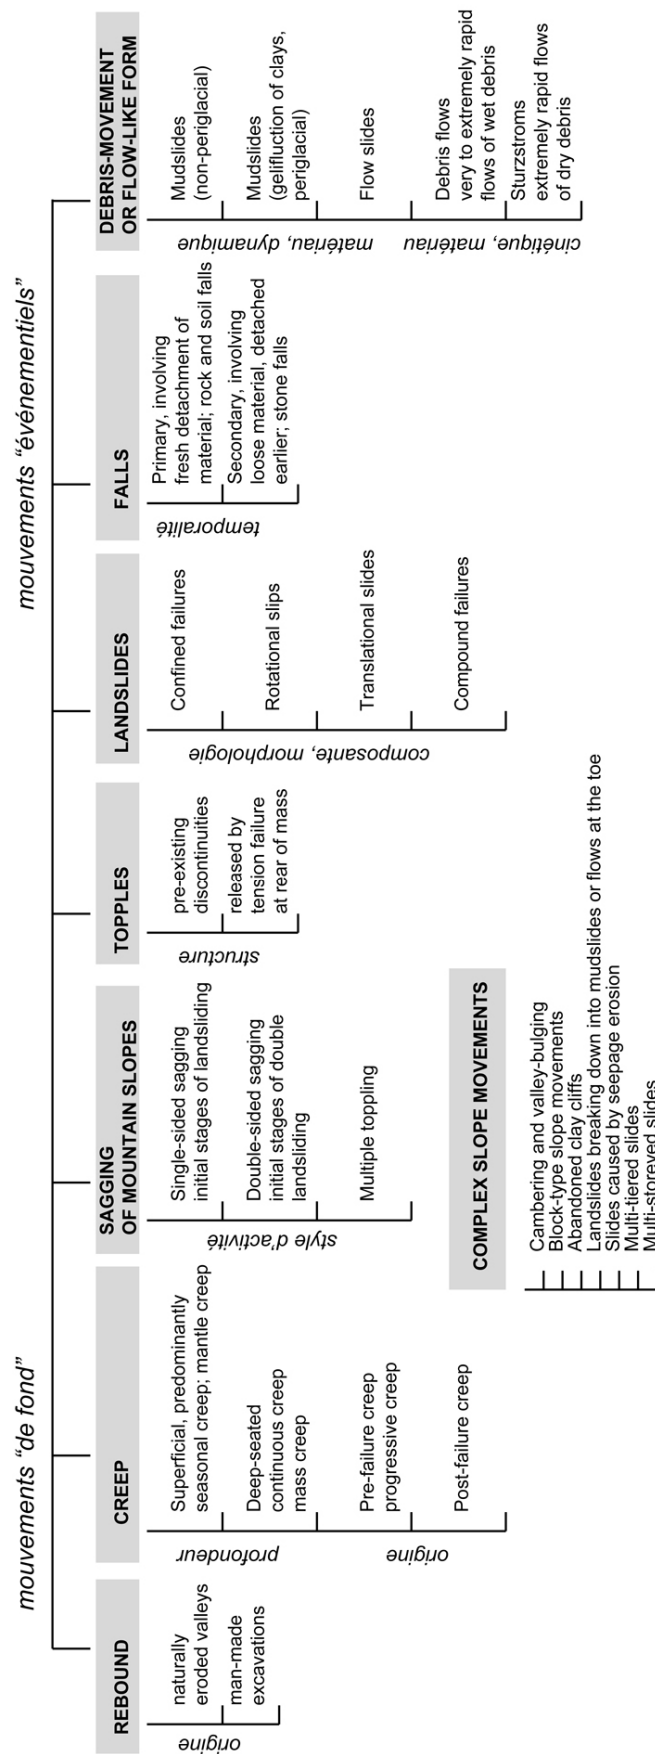 mouvements “de fond”
mouvements “événementiels”
REBOUND
origine
naturally
eroded valleys
man-made
excavations
CREEP
profondeur
origine
Superficial, predominantly
seasonal creep; mantle creep
Deep-seated
continuous creep
mass creep
Pre-failure creep
progressive creep
Post-failure creep
SAGGING
OF MOUNTAIN SLOPES
style d'activité
Single-sided sagging
initial stages of landsliding
Double-sided sagging
initial stages of double
landsliding
Multiple toppling
TOPPLES
structure
pre-existing
discontinuities
released by
tension failure
at rear of mass
LANDSLIDES
composante, morphologie
Confined failures
Rotational slips
Translational slides
Compound failures
FALLS
temporalité
Primary, involving
fresh detachment of
material; rock and soil falls
Secondary, involving
loose material, detached
earlier; stone falls
DEBRIS-MOVEMENT
OR FLOW-LIKE FORM
matériau, dynamique
cinétique, matériau
Mudslides
(non-periglacial)
Mudslides
(gelifluction of clays,
periglacial)
Flow slides
Debris flows
very to extremely rapid
flows of wet debris
Sturzstroms
extremely rapid flows
of dry debris
COMPLEX SLOPE MOVEMENTS
Cambering and valley-bulging
Block-type slope movements
Abandoned clay cliffs
Landslides breaking down into mudslides or flows at the toe
Slides caused by seepage erosion
Multi-tiered slides
Multi-storeyed slides